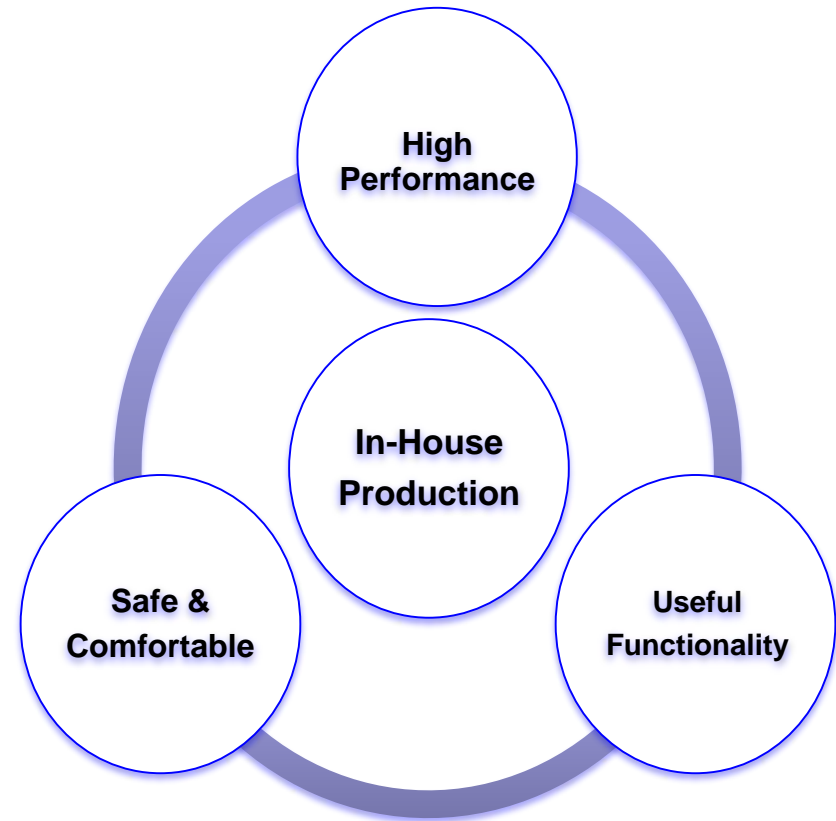 High
Performance
In-House
Production
Safe &
Comfortable
Useful
Functionality